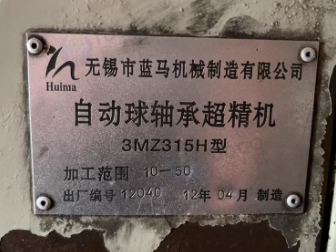 Huima
无锡市蓝马机械制造有限公司
自动球轴承超精机
3MZ315H型
加工范围 10—50
出厂编号 12040 12年04月 制造